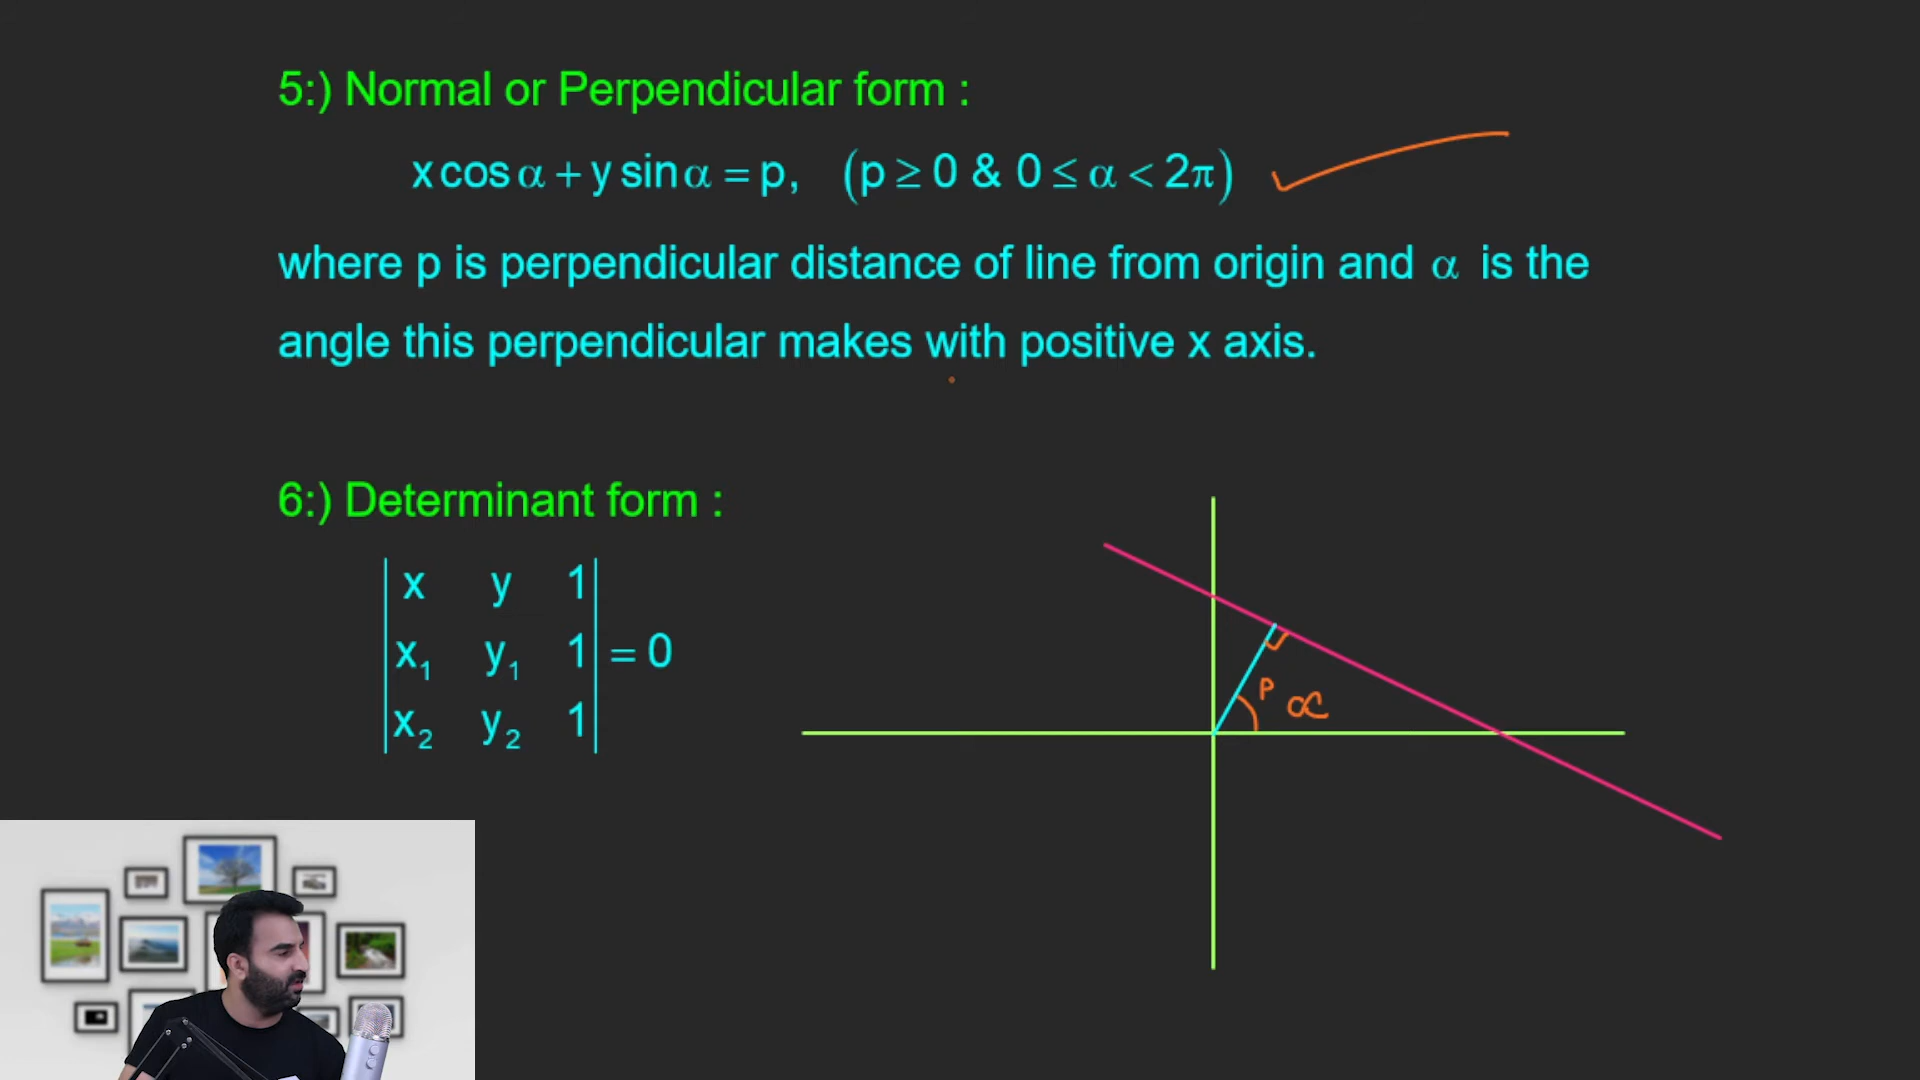 5:) Normal or Perpendicular form :
x cos α + y sin α = p, (p ≥ 0 & 0 ≤ α < 2π)
where p is perpendicular distance of line from origin and α is the
angle this perpendicular makes with positive x axis.
6:) Determinant form :
| x y 1 |
| x₁ y₁ 1 | = 0
| x₂ y₂ 1 |
P α